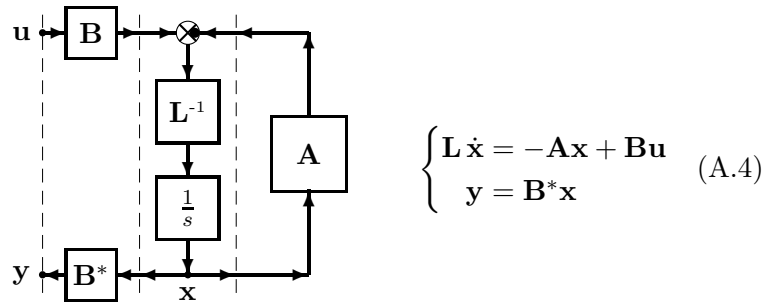 u B
L⁻¹
A
1/s
y B* x
{ L ẋ = −Ax + Bu
y = B*x
(A.4)